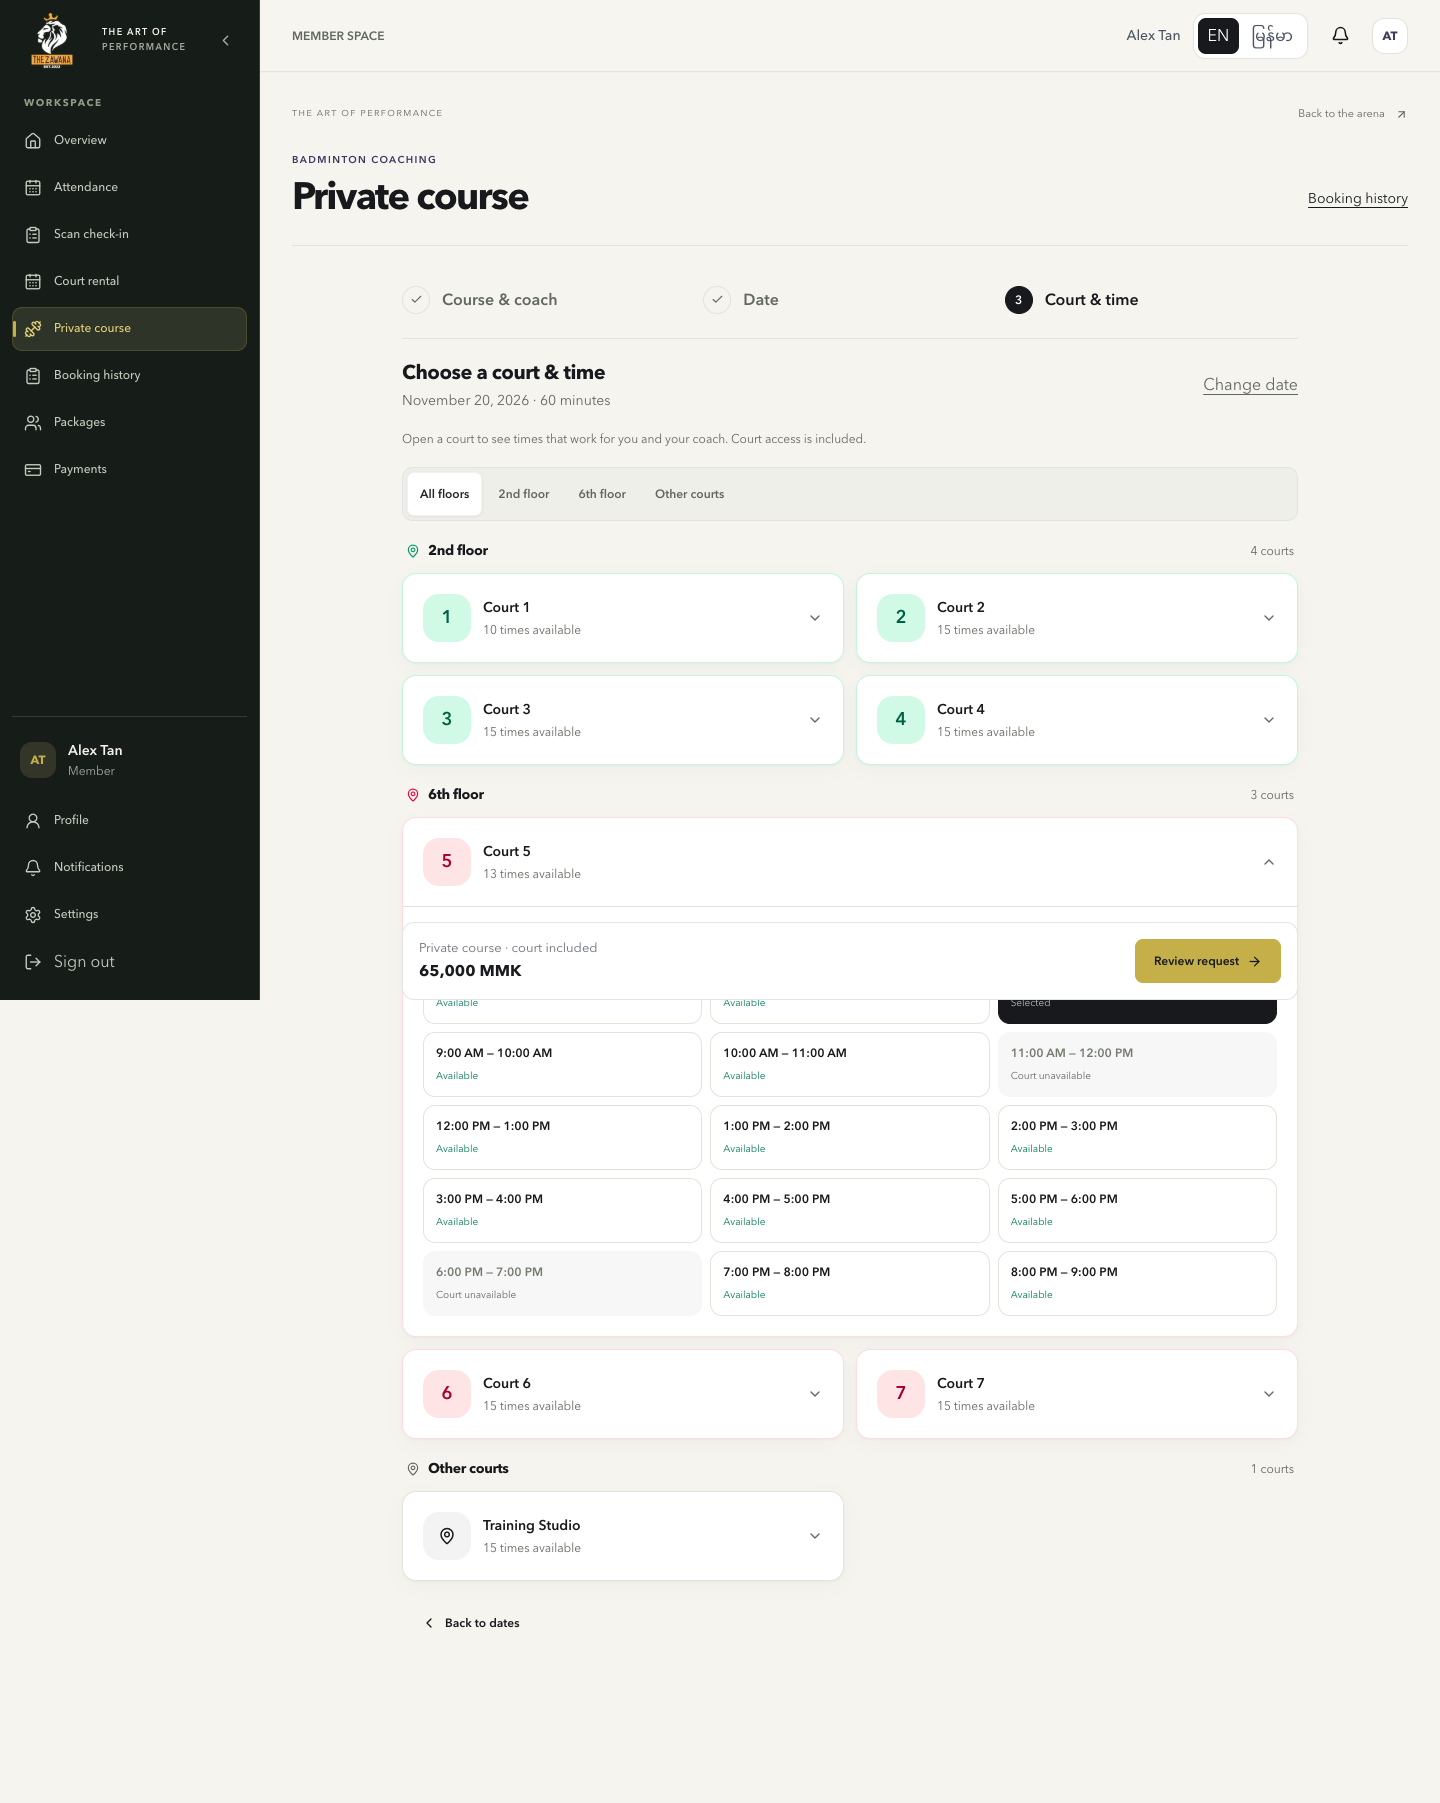 THE ZAWANA
THE ART OF
PERFORMANCE
WORKSPACE
Overview
Attendance
Scan check-in
Court rental
Private course
Booking history
Packages
Payments
AT
Alex Tan
Member
Profile
Notifications
Settings
Sign out
MEMBER SPACE
Alex Tan
EN
မြန်မာ
AT
THE ART OF PERFORMANCE
Back to the arena
BADMINTON COACHING
Private course
Booking history
Course & coach
Date
3
Court & time
Choose a court & time
November 20, 2026 · 60 minutes
Change date
Open a court to see times that work for you and your coach. Court access is included.
All floors
2nd floor
6th floor
Other courts
2nd floor
4 courts
1
Court 1
10 times available
2
Court 2
15 times available
3
Court 3
15 times available
4
Court 4
15 times available
6th floor
3 courts
5
Court 5
13 times available
Private course · court included
65,000 MMK
Review request
Available
Available
Selected
9:00 AM – 10:00 AM
Available
10:00 AM – 11:00 AM
Available
11:00 AM – 12:00 PM
Court unavailable
12:00 PM – 1:00 PM
Available
1:00 PM – 2:00 PM
Available
2:00 PM – 3:00 PM
Available
3:00 PM – 4:00 PM
Available
4:00 PM – 5:00 PM
Available
5:00 PM – 6:00 PM
Available
6:00 PM – 7:00 PM
Court unavailable
7:00 PM – 8:00 PM
Available
8:00 PM – 9:00 PM
Available
6
Court 6
15 times available
7
Court 7
15 times available
Other courts
1 courts
Training Studio
15 times available
Back to dates